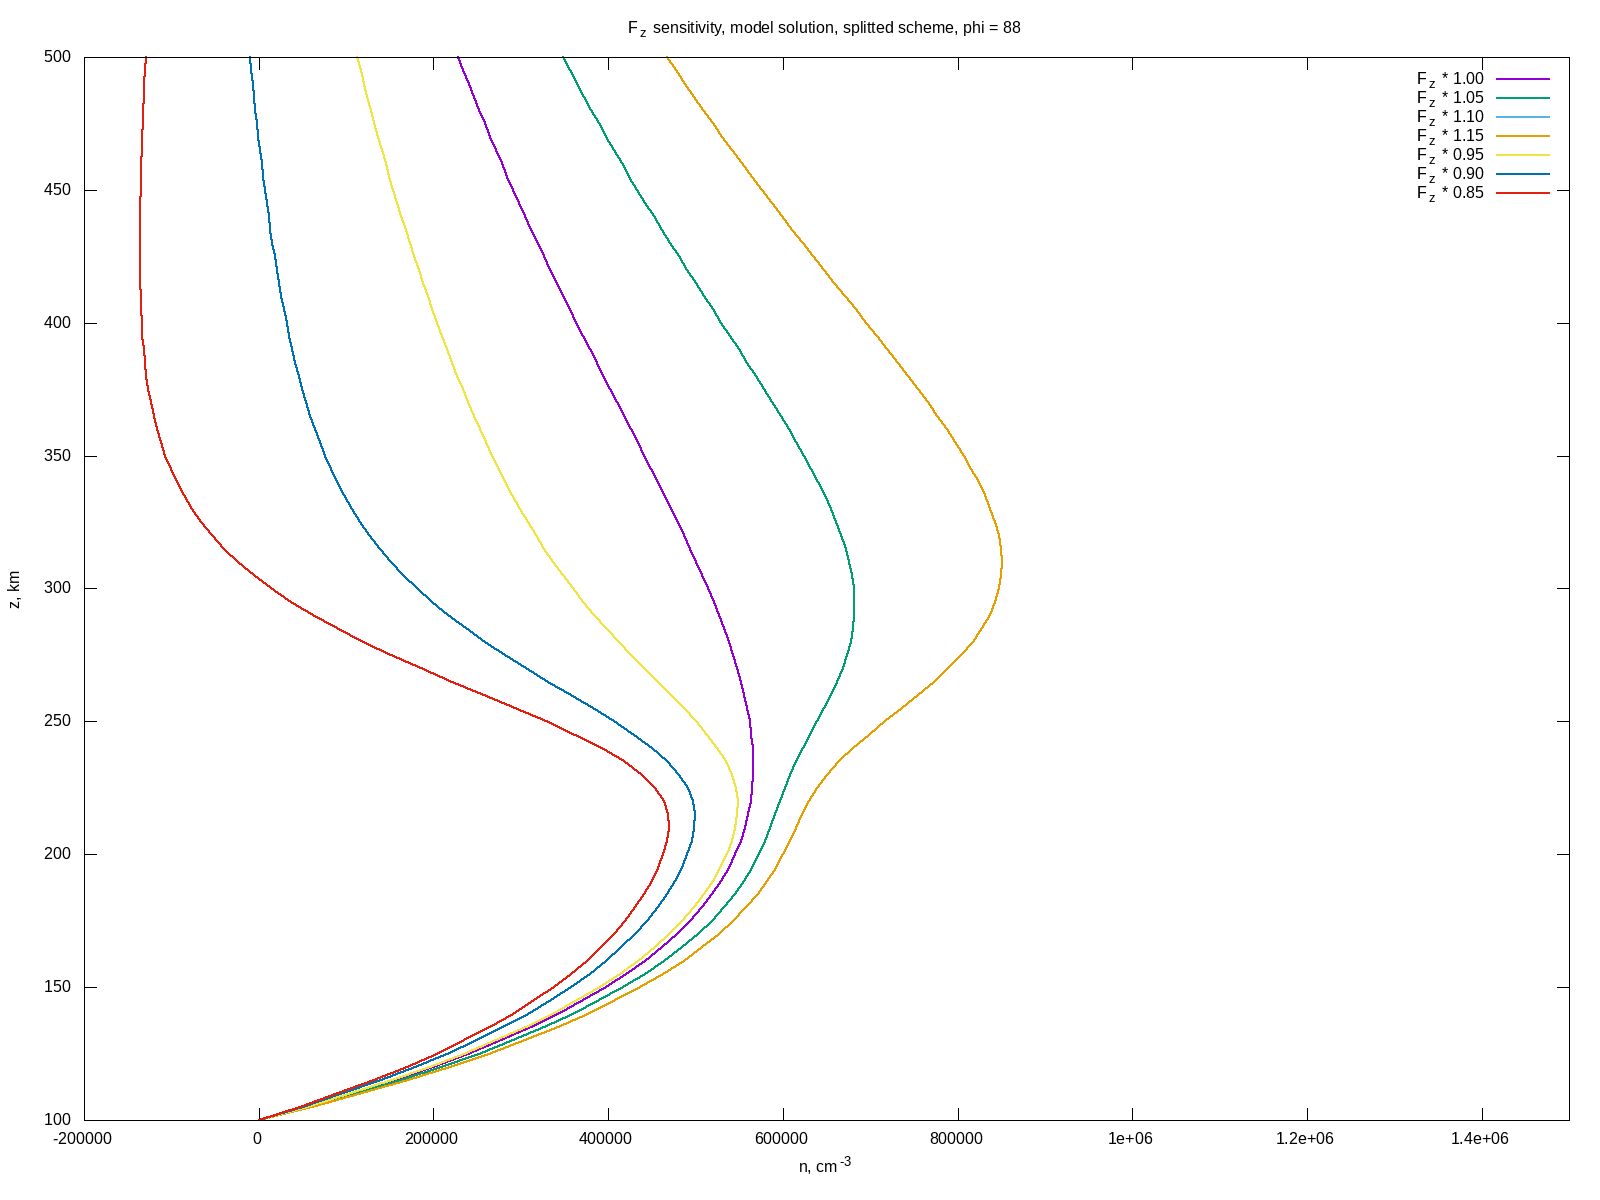 F z sensitivity, model solution, splitted scheme, phi = 88
500
450
400
350
300
250
200
150
100
z, km
-200000 0 200000 400000 600000 800000 1e+06 1.2e+06 1.4e+06
n, cm -3
F z * 1.00
F z * 1.05
F z * 1.10
F z * 1.15
F z * 0.95
F z * 0.90
F z * 0.85